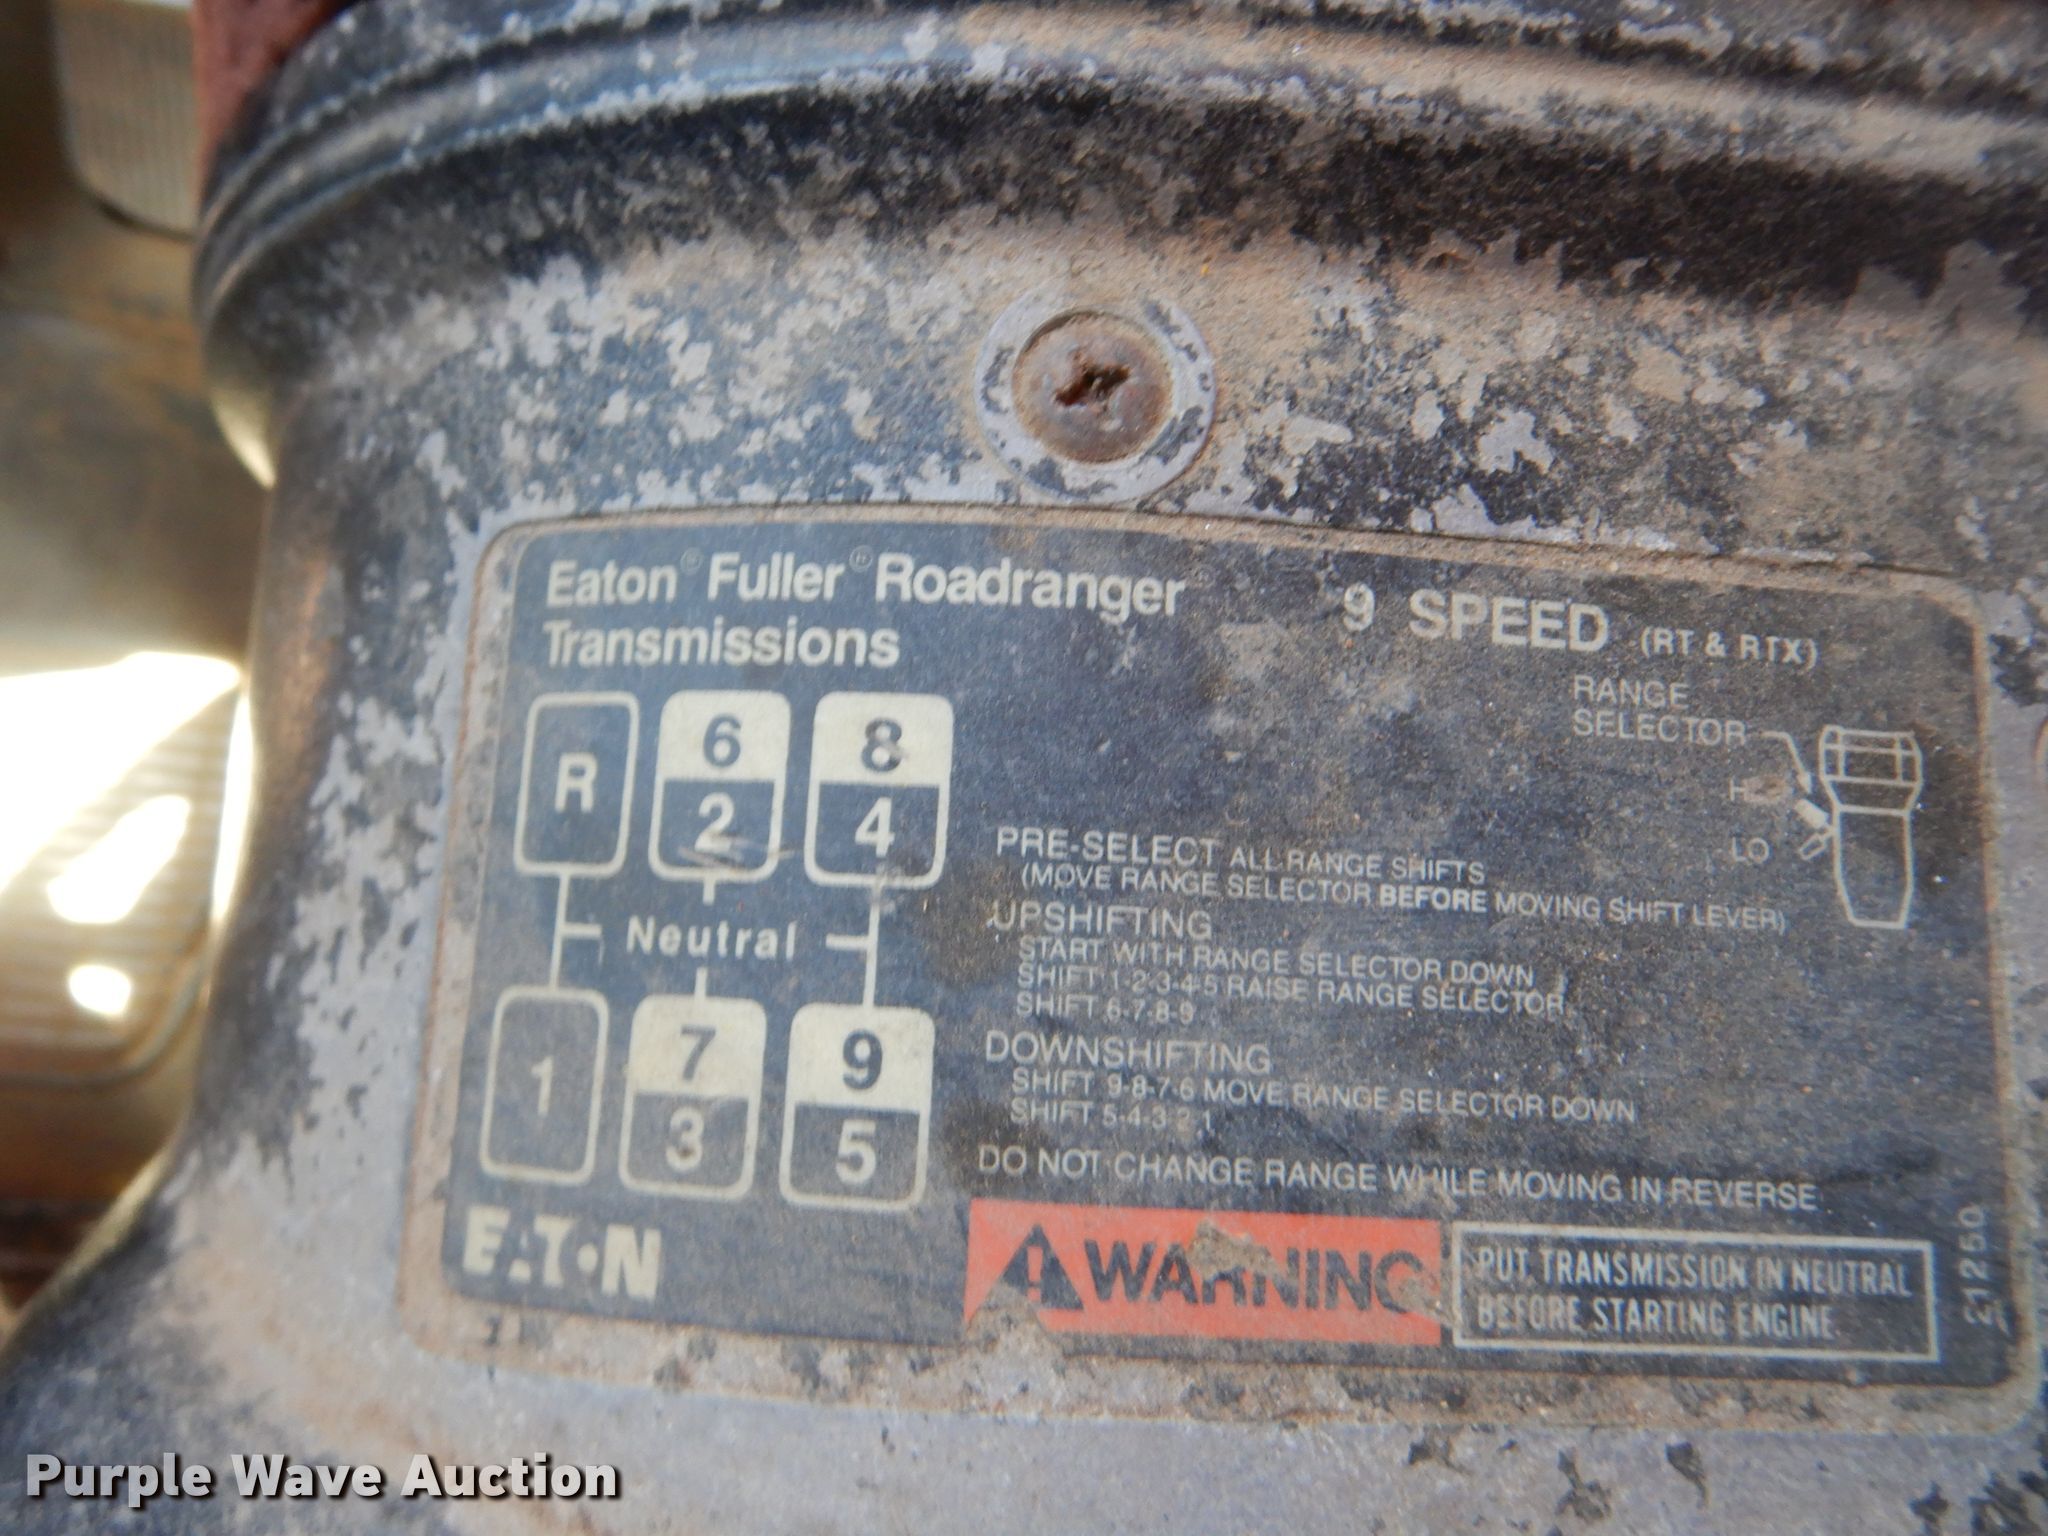 Eaton® Fuller® Roadranger
Transmissions
9 SPEED (RT & RTX)
RANGE
SELECTOR
LO
R
6
2
8
4
Neutral
1
7
3
9
5
PRE-SELECT ALL RANGE SHIFTS
(MOVE RANGE SELECTOR BEFORE MOVING SHIFT LEVER)
UPSHIFTING
START WITH RANGE SELECTOR DOWN
SHIFT 1-2-3-4-5 RAISE RANGE SELECTOR
SHIFT 6-7-8-9
DOWNSHIFTING
SHIFT 9-8-7-6 MOVE RANGE SELECTOR DOWN
SHIFT 5-4-3-2-1
DO NOT CHANGE RANGE WHILE MOVING IN REVERSE
EATON
WARNING
PUT TRANSMISSION IN NEUTRAL
BEFORE STARTING ENGINE.
Purple Wave Auction